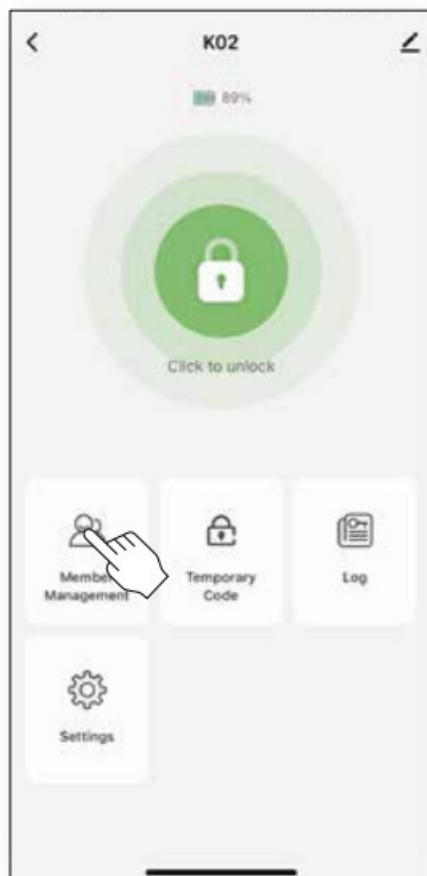 K02
89%
Click to unlock
Member
Management
Temporary
Code
Log
Settings